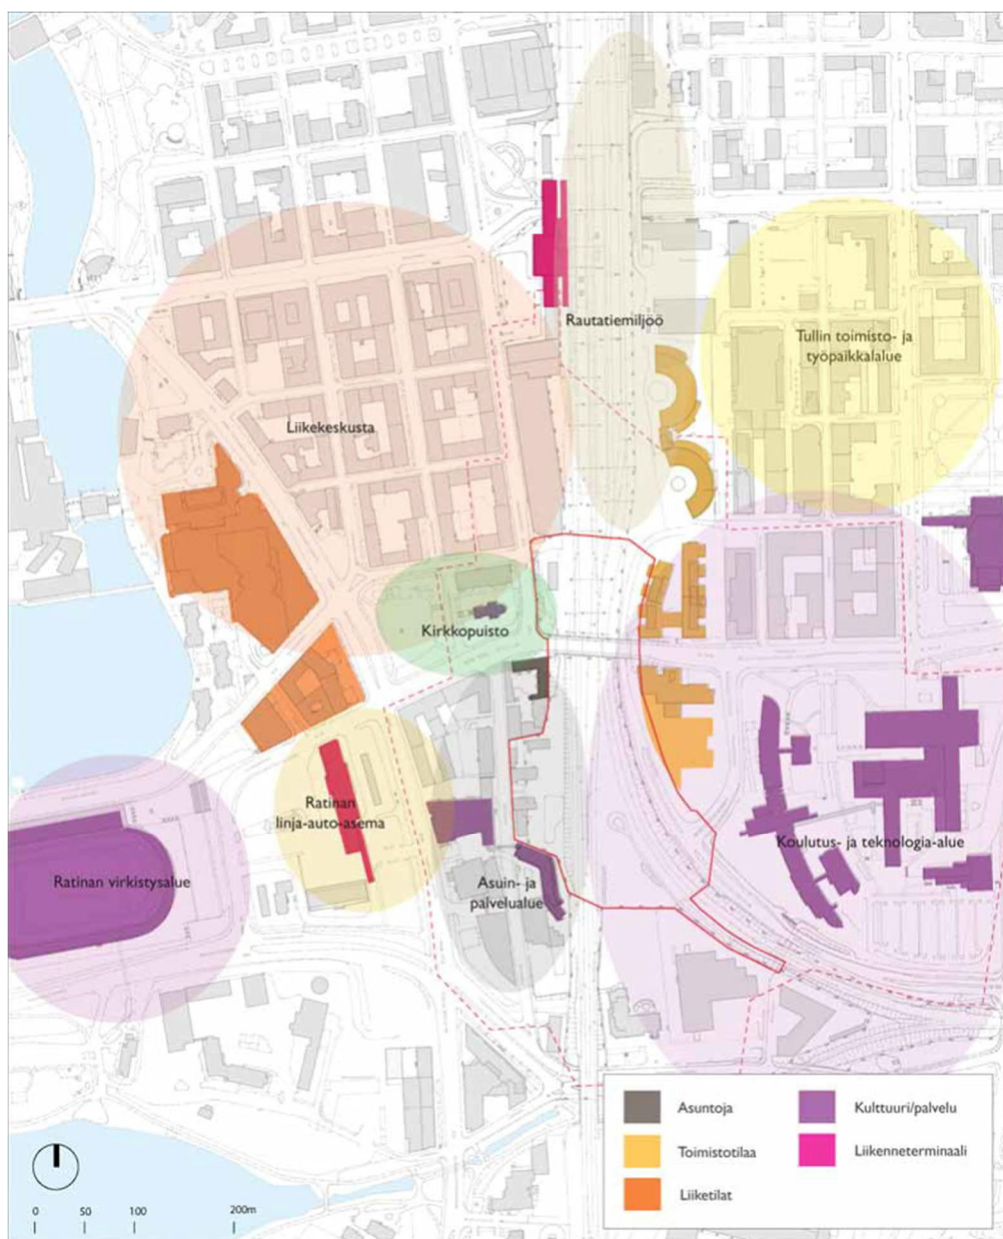 Rautatiemiljöö
Tullin toimisto- ja
työpaikkalalue
Liikekeskusta
Kirkkopuisto
Ratinan
linja-auto-asema
Koulutus- ja teknologia-alue
Ratinan virkistysalue
Asuin- ja
palvelualue
Asuntoja
Kulttuuri/palvelu
Toimistotilaa
Liikenneterminaali
Liiketilat
0 50 100 200m